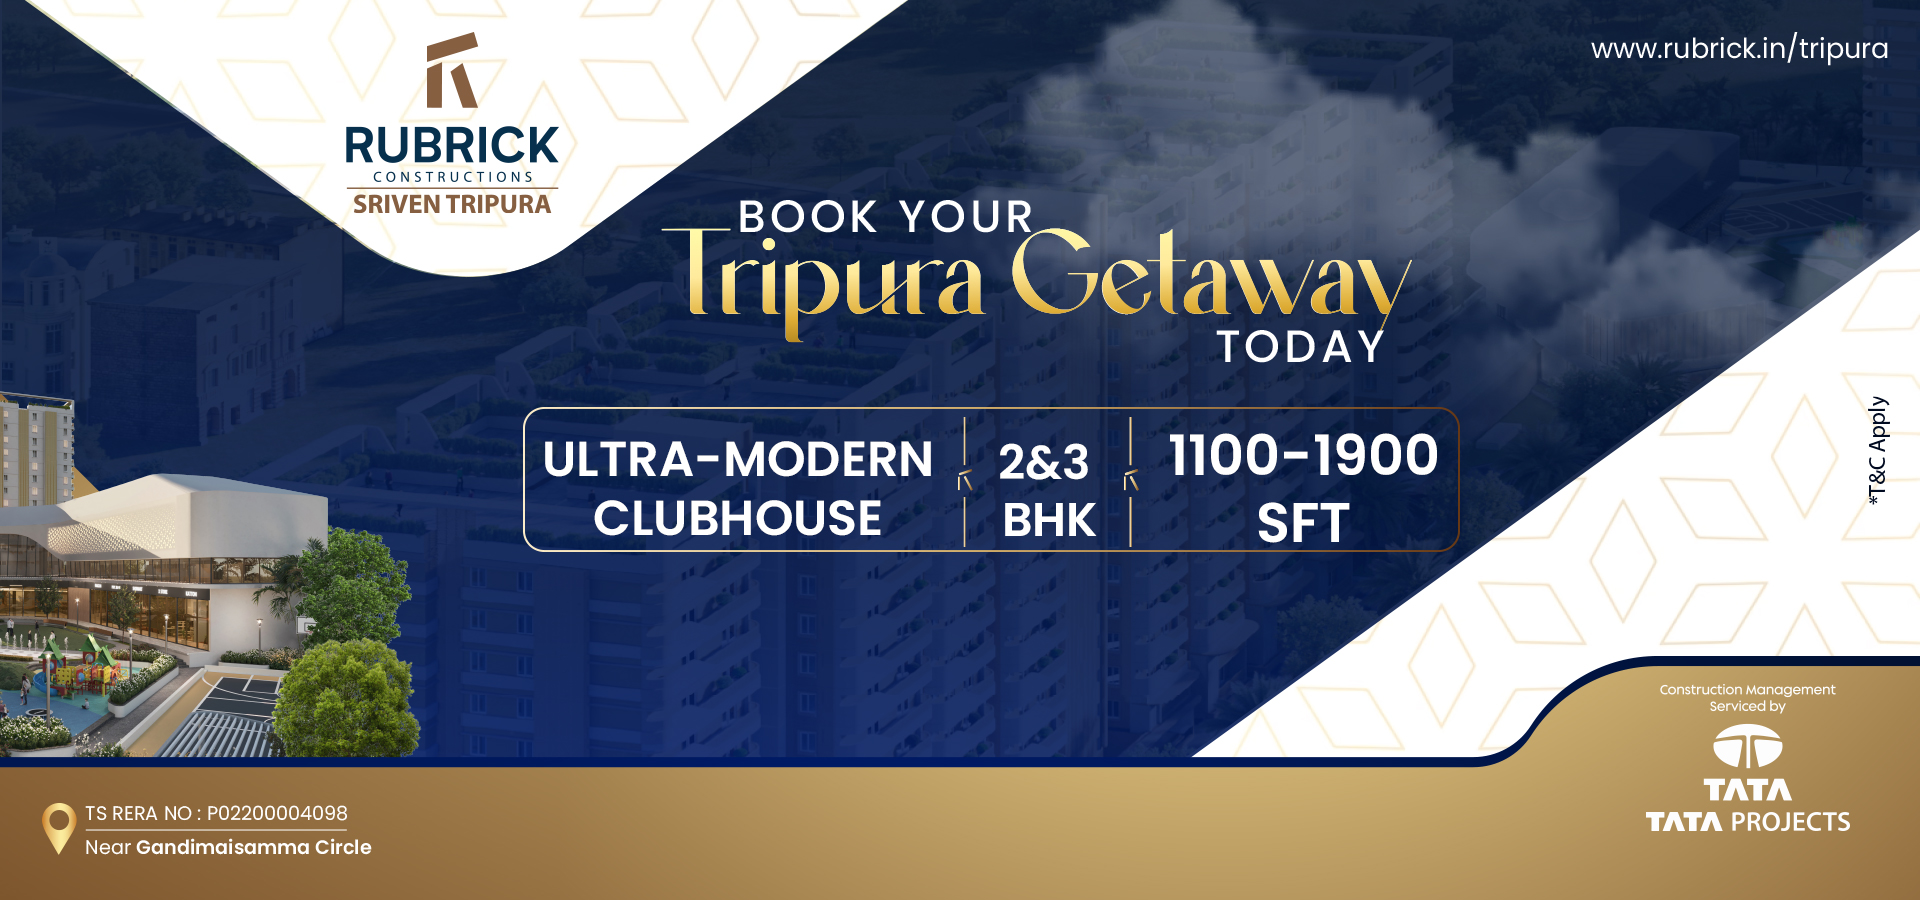 www.rubrick.in/tripura
RUBRICK
CONSTRUCTIONS
SRIVEN TRIPURA
BOOK YOUR
Tripura Getaway
TODAY
ULTRA-MODERN
CLUBHOUSE
2&3
BHK
1100-1900
SFT
*T&C Apply
Construction Management
Serviced by
TATA
TATA PROJECTS
TS RERA NO : P02200004098
Near Gandimaisamma Circle